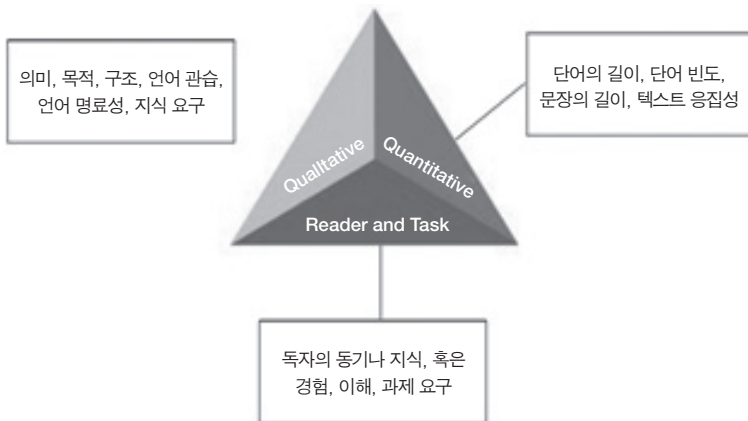 의미, 목적, 구조, 언어 관습,
언어 명료성, 지식 요구
단어의 길이, 단어 빈도,
문장의 길이, 텍스트 응집성
Qualltative
Quantitative
Reader and Task
독자의 동기나 지식, 혹은
경험, 이해, 과제 요구